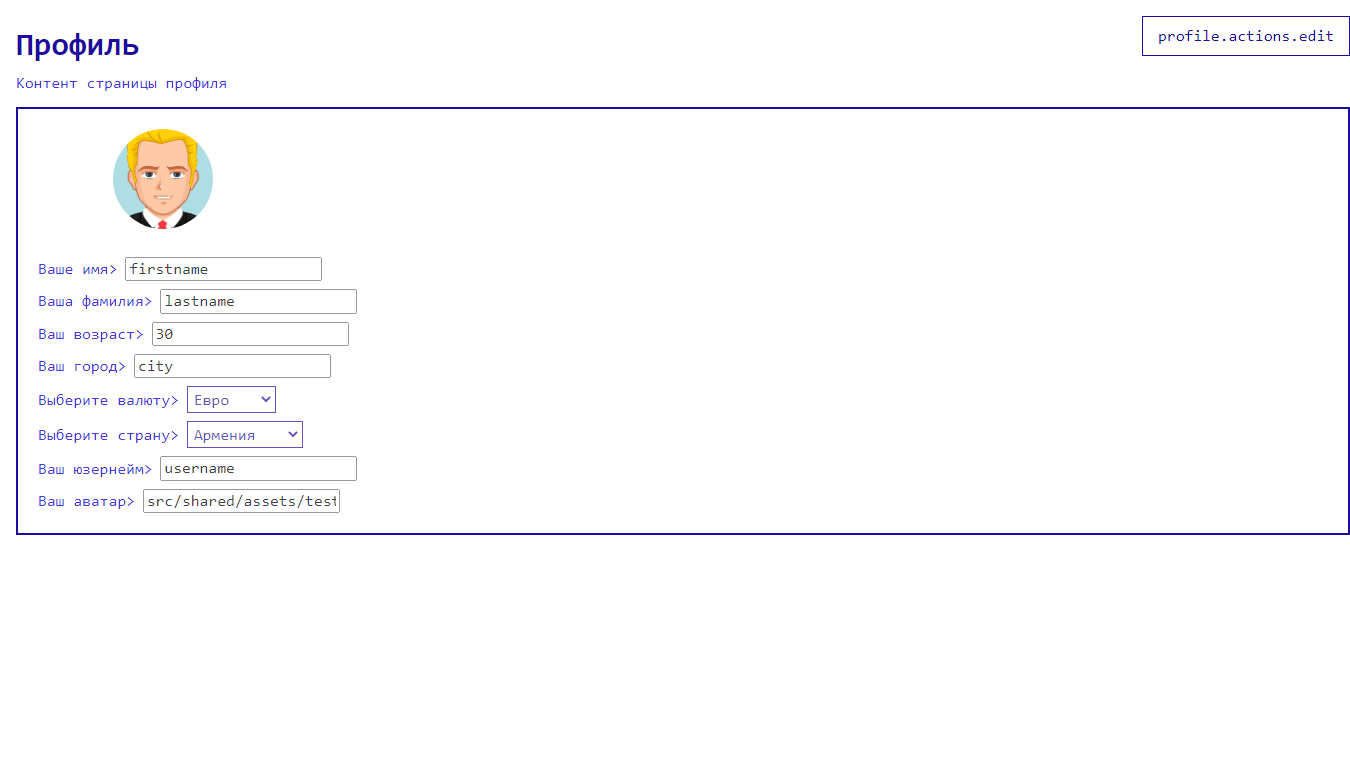 Профиль
profile.actions.edit
Контент страницы профиля
Ваше имя> firstname
Ваша фамилия> lastname
Ваш возраст> 30
Ваш город> city
Выберите валюту> Евро
Выберите страну> Армения
Ваш юзернейм> username
Ваш аватар> src/shared/assets/test